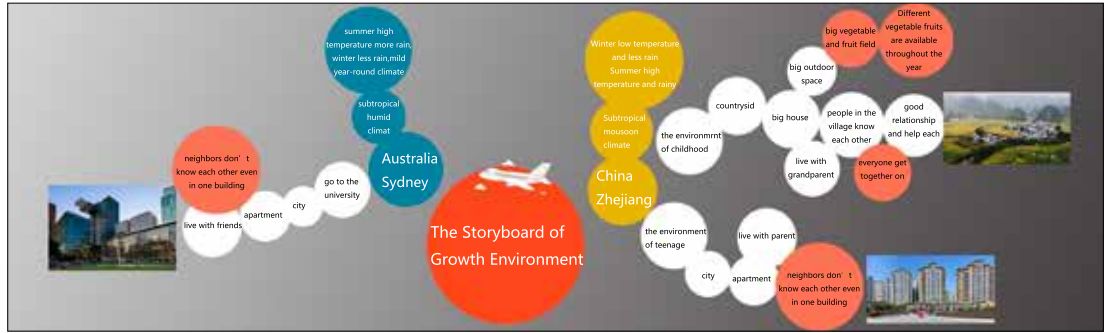 summer high
temperature more rain,
winter less rain,mild
year-round climate
subtropical
humid
climat
Australia
Sydney
go to the
university
city
apartment
live with friends
neighbors don't
know each other even
in one building
The Storyboard of
Growth Environment
Winter low temperature
and less rain
Summer high
temperature and rainy
Subtropical
mousoon
climate
China
Zhejiang
the environmrnt
of childhood
countrysid
big house
big outdoor
space
big vegetable
and fruit field
Different
vegetable fruits
are available
throughout the
year
people in the
village know
each other
good
relationship
and help each
live with
grandparent
everyone get
together on
the environment
of teenage
city
apartment
live with parent
neighbors don't
know each other even
in one building